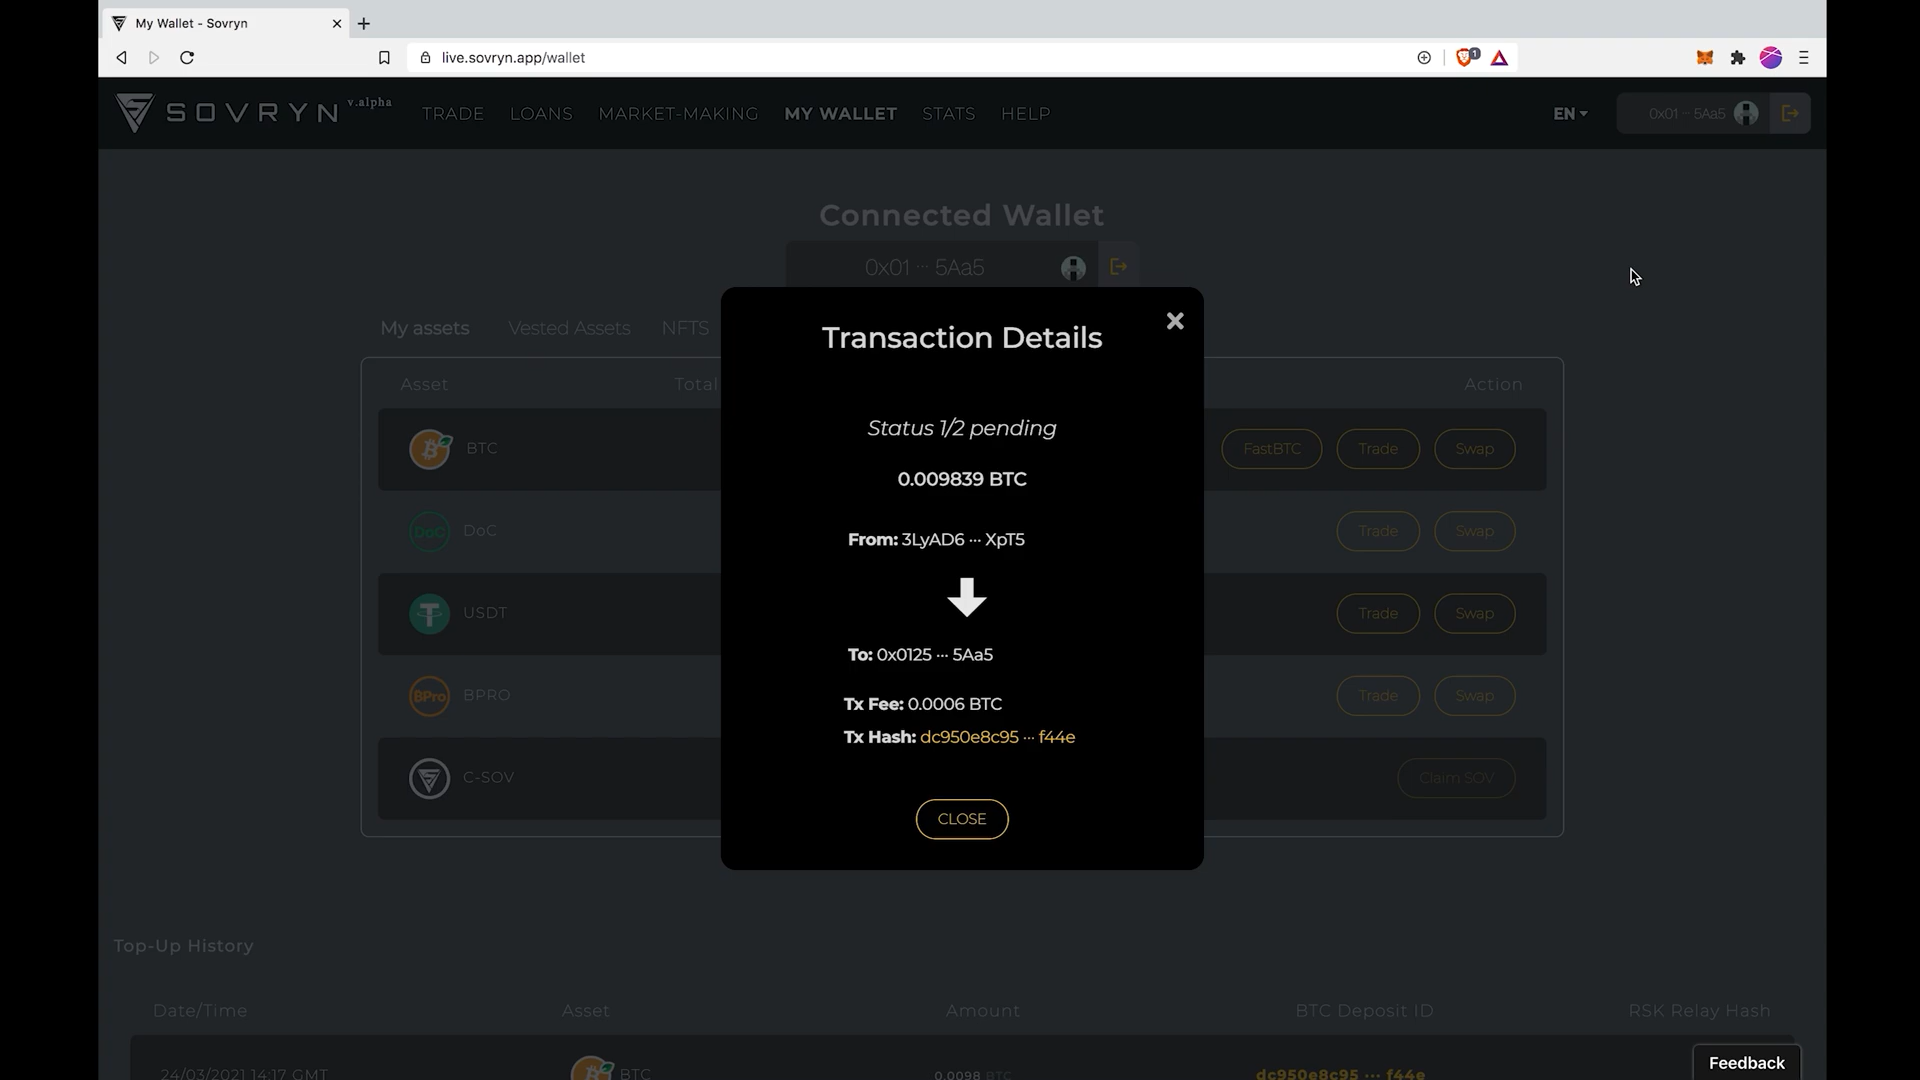 My Wallet - Sovryn
live.sovryn.app/wallet
1
SOVRYN v.alpha
TRADE LOANS MARKET-MAKING MY WALLET STATS HELP
EN
0x01 ··· 5Aa5
Connected Wallet
0x01 ··· 5Aa5
My assets Vested Assets NFTS
Asset Total Action
BTC FastBTC Trade Swap
DoC DoC Trade Swap
USDT Trade Swap
BPro BPRO Trade Swap
C-SOV Claim SOV
Transaction Details
Status 1/2 pending
0.009839 BTC
From: 3LyAD6 ··· XpT5
To: 0x0125 ··· 5Aa5
Tx Fee: 0.0006 BTC
Tx Hash: dc950e8c95 ··· f44e
CLOSE
Top-Up History
Date/Time Asset Amount BTC Deposit ID RSK Relay Hash
24/03/2021 14:17 GMT BTC 0.0098 BTC dc950e8c95 ··· f44e
Feedback